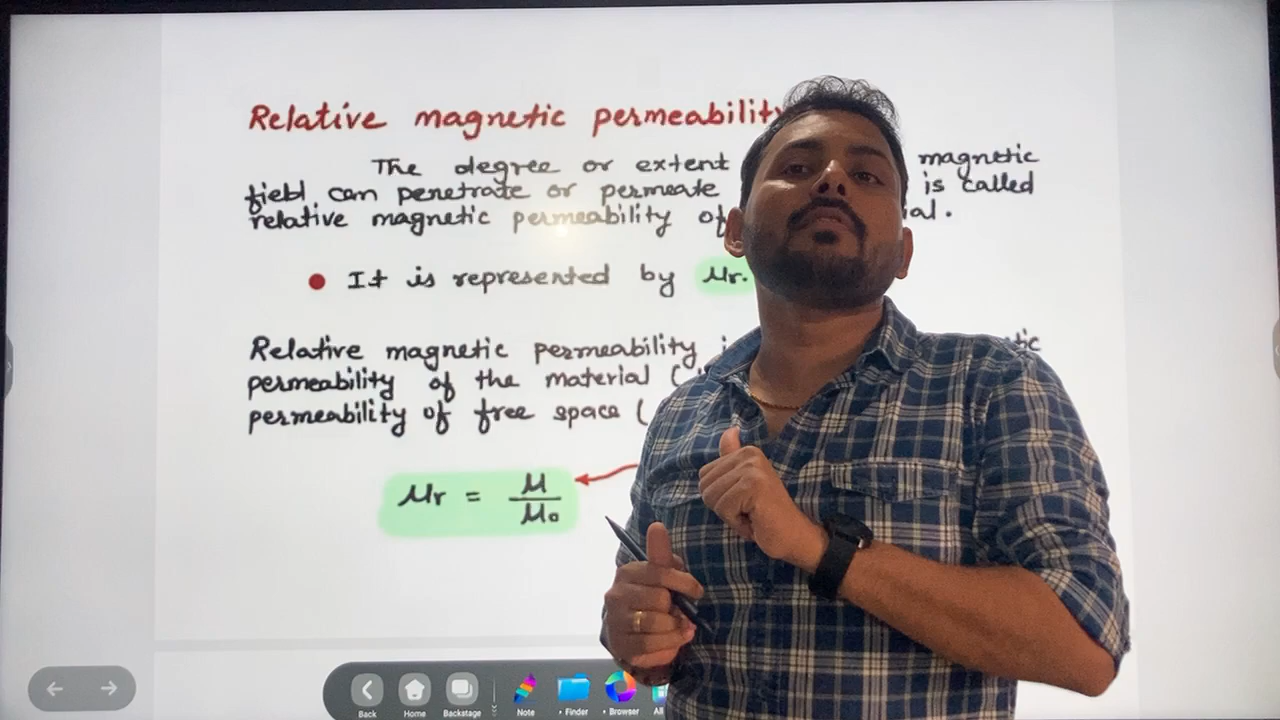 Relative magnetic permeability
The degree or extent magnetic
field can penetrate or permeate is called
relative magnetic permeability of
It is represented by μr.
Relative magnetic permeability
permeability of the material (
permeability of free space (
μr = μ/μ0
Back Home Backstage Note • Finder • Browser All